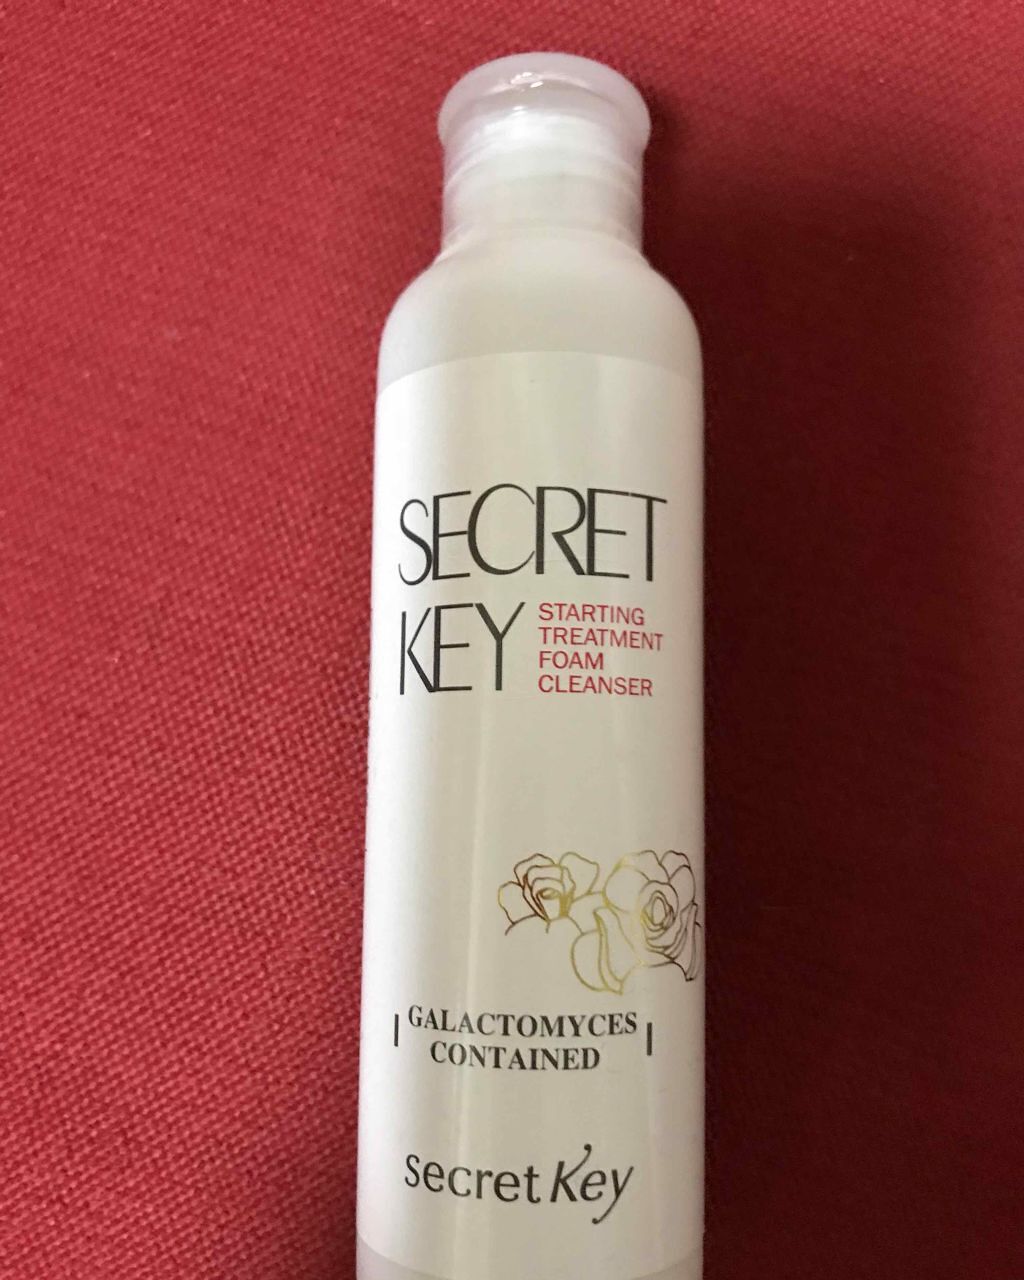 SECRET
KEY
STARTING
TREATMENT
FOAM
CLEANSER
GALACTOMYCES
CONTAINED
secret Key